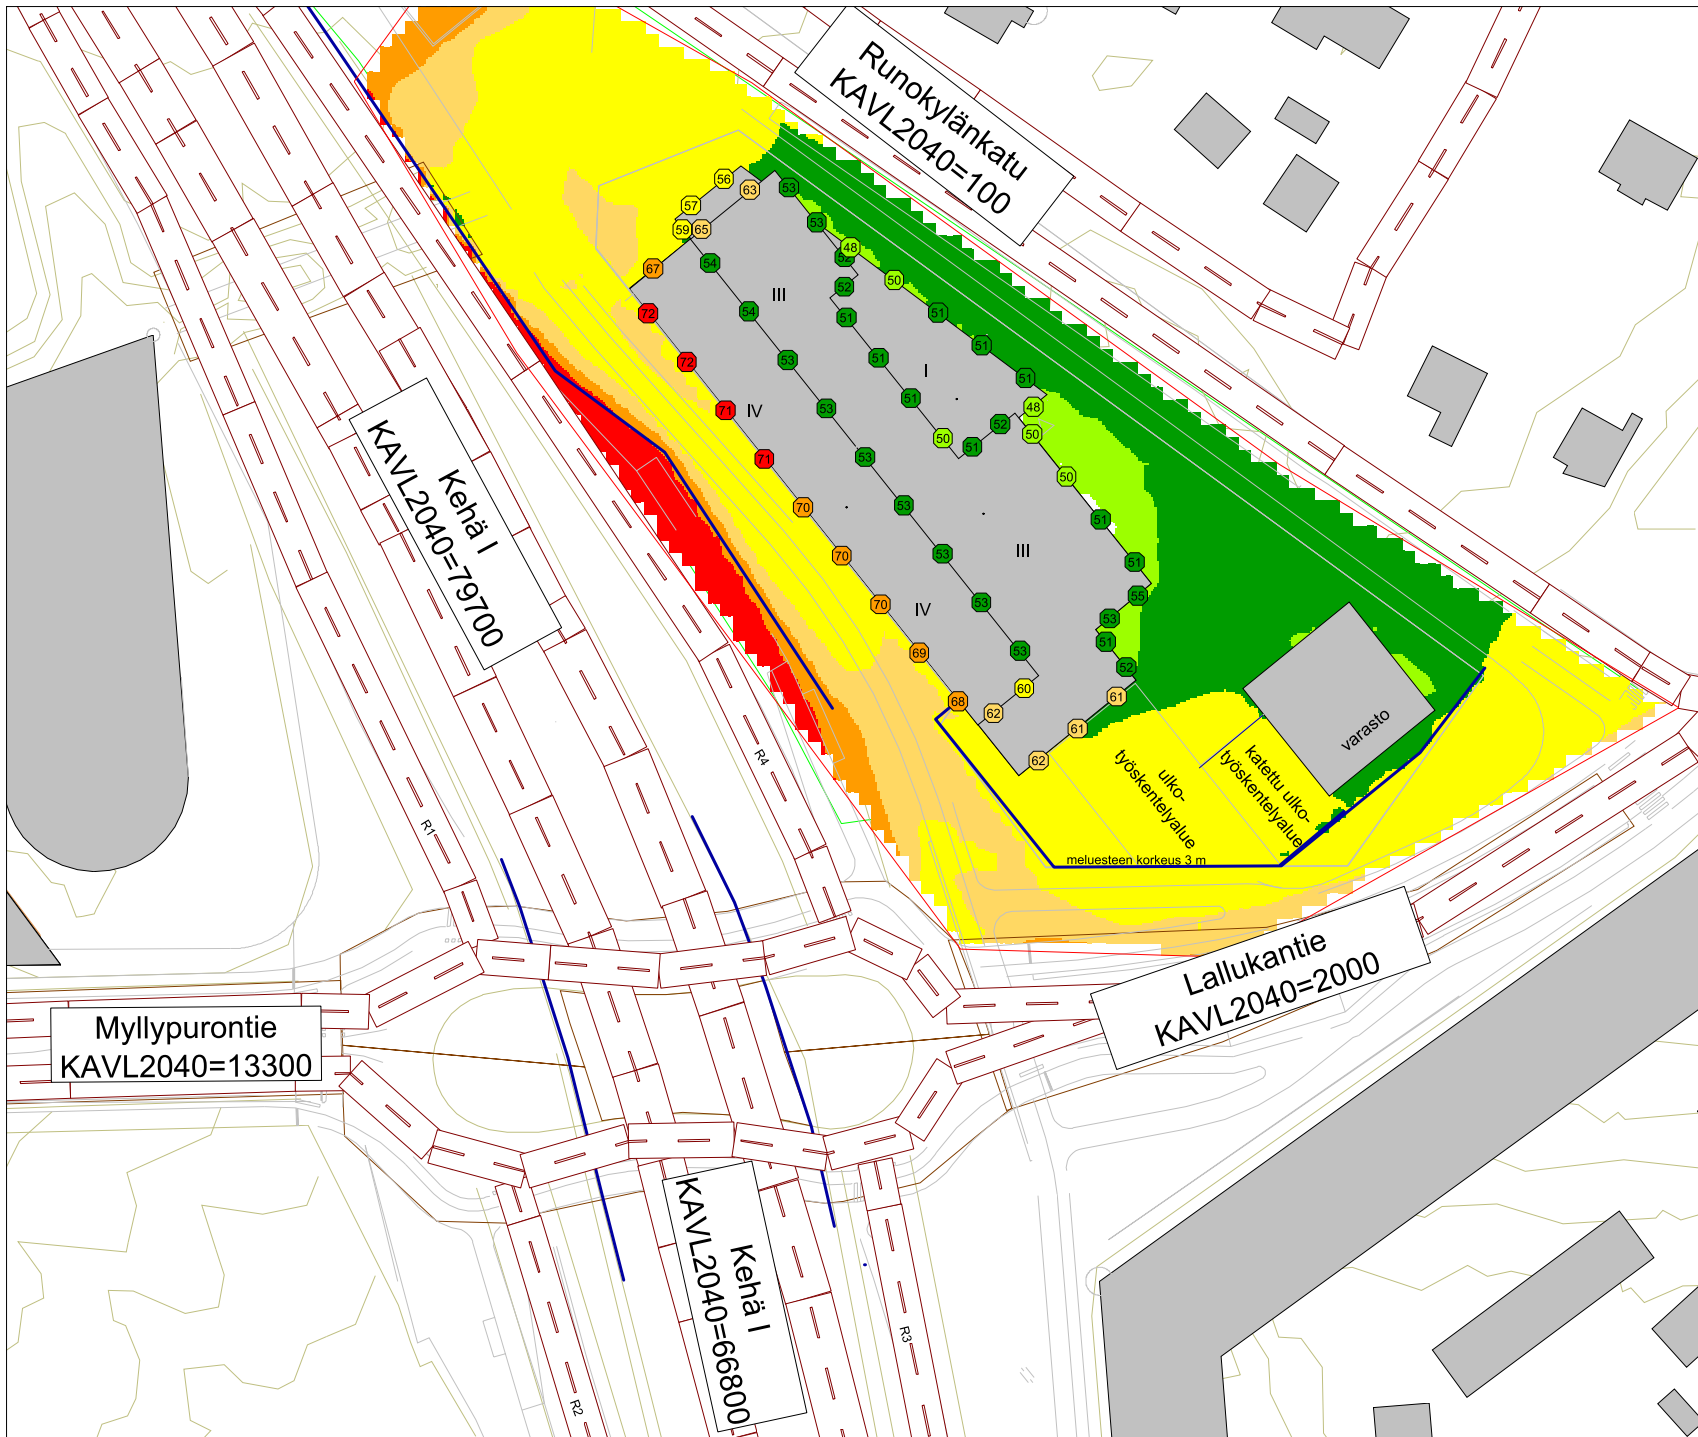 Runokylänkatu
KAVL2040=100
56
63
53
57
59
65
53
48
52
54
67
50
52
III
72
54
51
51
51
72
53
51
51
I
51
71
IV
53
51
48
52
50
50
51
71
53
50
70
53
51
III
70
53
51
55
70
IV
53
53
51
69
53
52
60
61
68
62
61
62
Kehä I
KAVL2040=79700
varasto
ulko-
työskentelyalue
katettu ulko-
työskentelyalue
meluesteen korkeus 3 m
R4
R1
Lallukantie
KAVL2040=2000
Myllypurontie
KAVL2040=13300
Kehä I
KAVL2040=66800
R3
R2